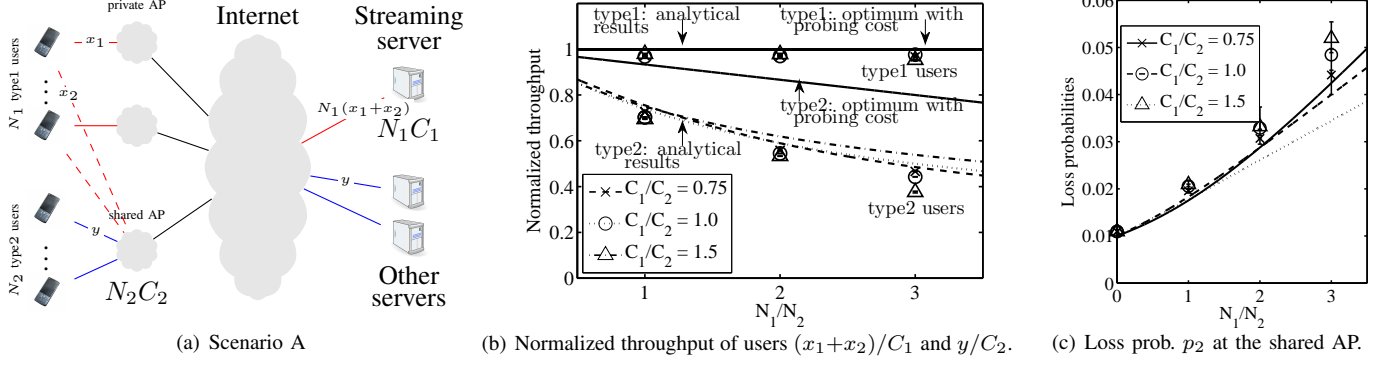 private AP
Internet
Streaming
server
N₁ type1 users
x₁
x₂
N₁(x₁+x₂)
N₁C₁
y
shared AP
N₂ type2 users
y
N₂C₂
Other
servers
(a) Scenario A
type1: analytical
results
type1: optimum with
probing cost
type1 users
type2: optimum with
probing cost
type2: analytical
results
type2 users
C₁/C₂ = 0.75
C₁/C₂ = 1.0
C₁/C₂ = 1.5
Normalized throughput
1
0.8
0.6
0.4
0.2
0
1 2 3
N₁/N₂
(b) Normalized throughput of users (x₁+x₂)/C₁ and y/C₂.
0.06
0.05
0.04
0.03
0.02
0.01
0
C₁/C₂ = 0.75
C₁/C₂ = 1.0
C₁/C₂ = 1.5
Loss probabilities
0 1 2 3
N₁/N₂
(c) Loss prob. p₂ at the shared AP.